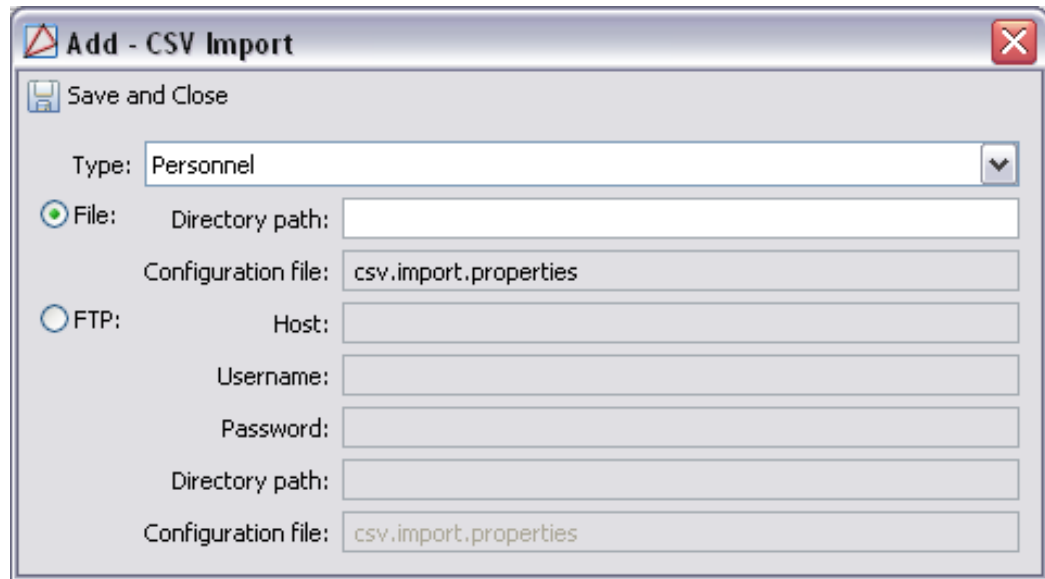 Add - CSV Import
Save and Close
Type: Personnel
File: Directory path:
Configuration file: csv.import.properties
FTP: Host:
Username:
Password:
Directory path:
Configuration file: csv.import.properties